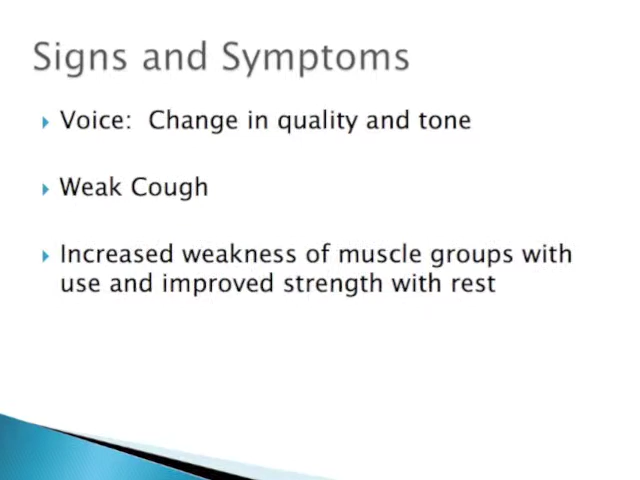 Signs and Symptoms
Voice:  Change in quality and tone
Weak Cough
Increased weakness of muscle groups with
use and improved strength with rest